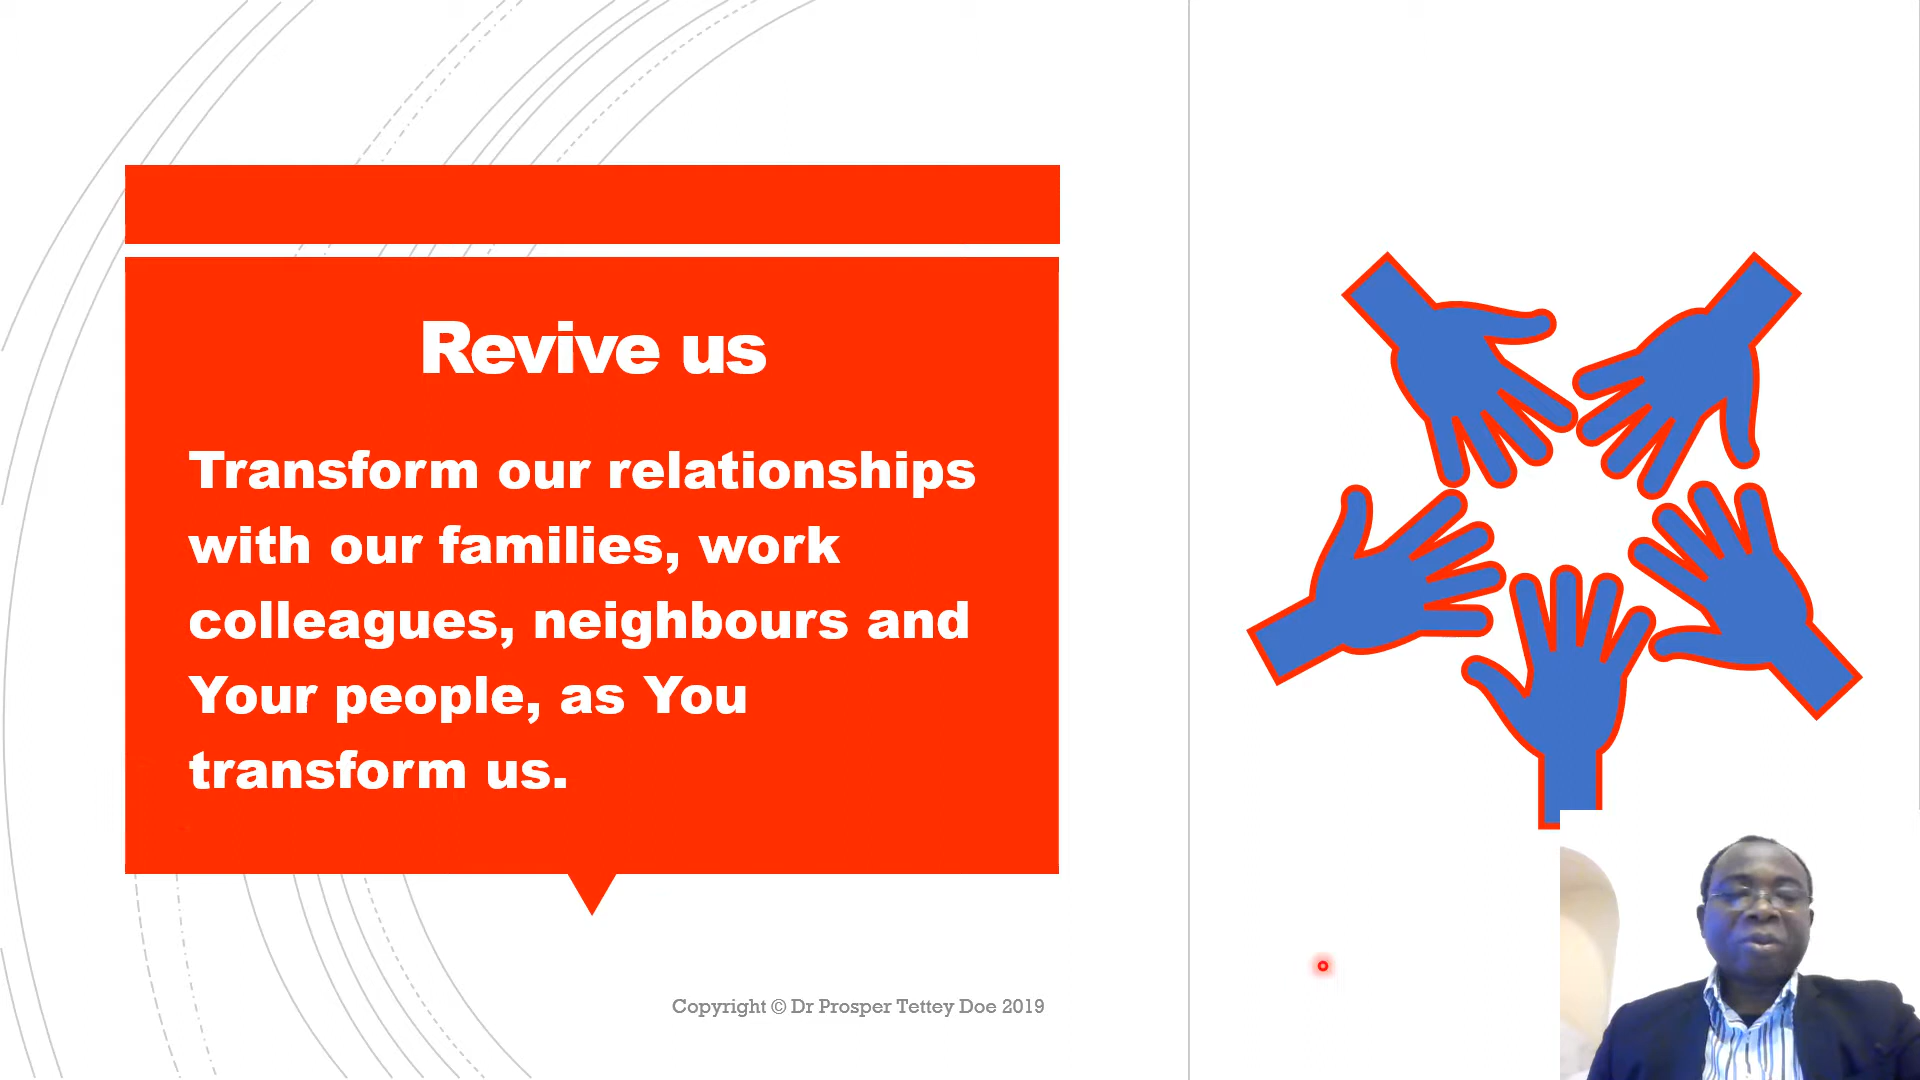 Revive us
Transform our relationships
with our families, work
colleagues, neighbours and
Your people, as You
transform us.
Copyright © Dr Prosper Tettey Doe 2019